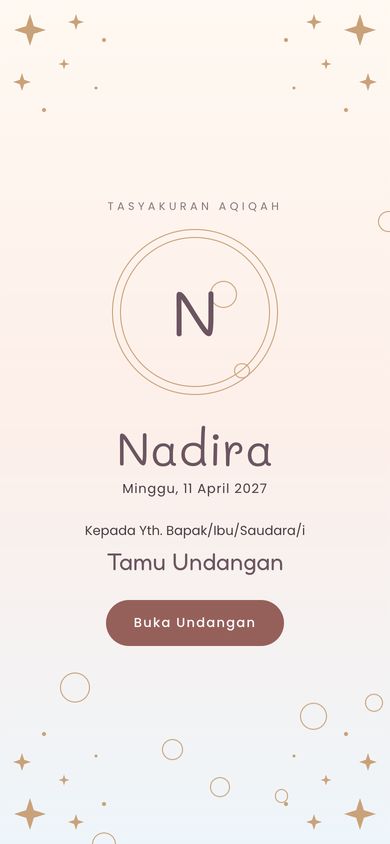 TASYAKURAN AQIQAH
N
Nadira
Minggu, 11 April 2027
Kepada Yth. Bapak/Ibu/Saudara/i
Tamu Undangan
Buka Undangan